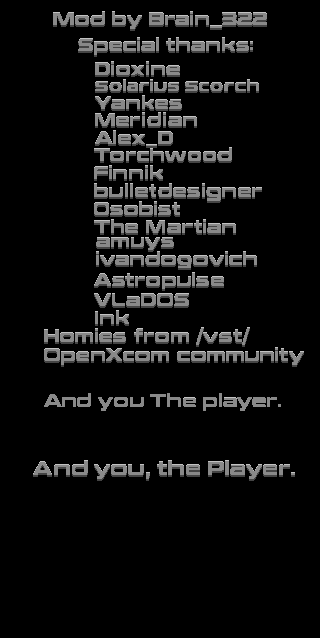 Mod by Brain_322
Special thanks:
Dioxine
Solarius Scorch
Yankes
Meridian
Alex_D
Torchwood
Finnik
bulletdesigner
Osobist
The Martian
amuys
ivandogovich
Astropulse
VLaDOS
Ink
Homies from /vst/
OpenXcom community
And you The player.
And you, the Player.